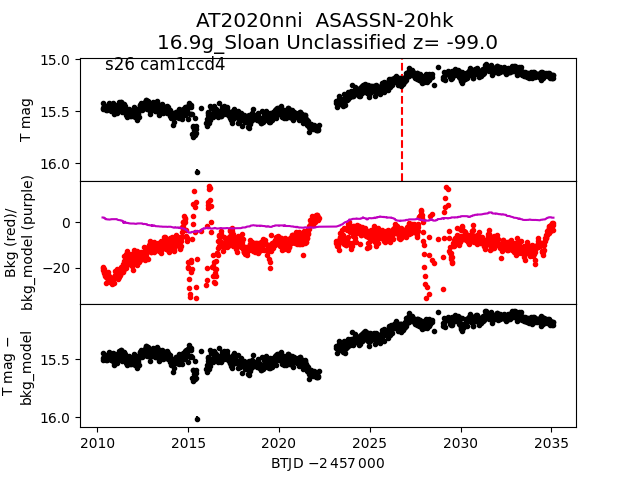 AT2020nni  ASASSN-20hk
16.9g_Sloan Unclassified z= -99.0
s26 cam1ccd4
15.0
15.5
16.0
T mag
0
−20
Bkg (red)/
bkg_model (purple)
15.5
16.0
T mag −
bkg_model
2010 2015 2020 2025 2030 2035
BTJD −2 457 000